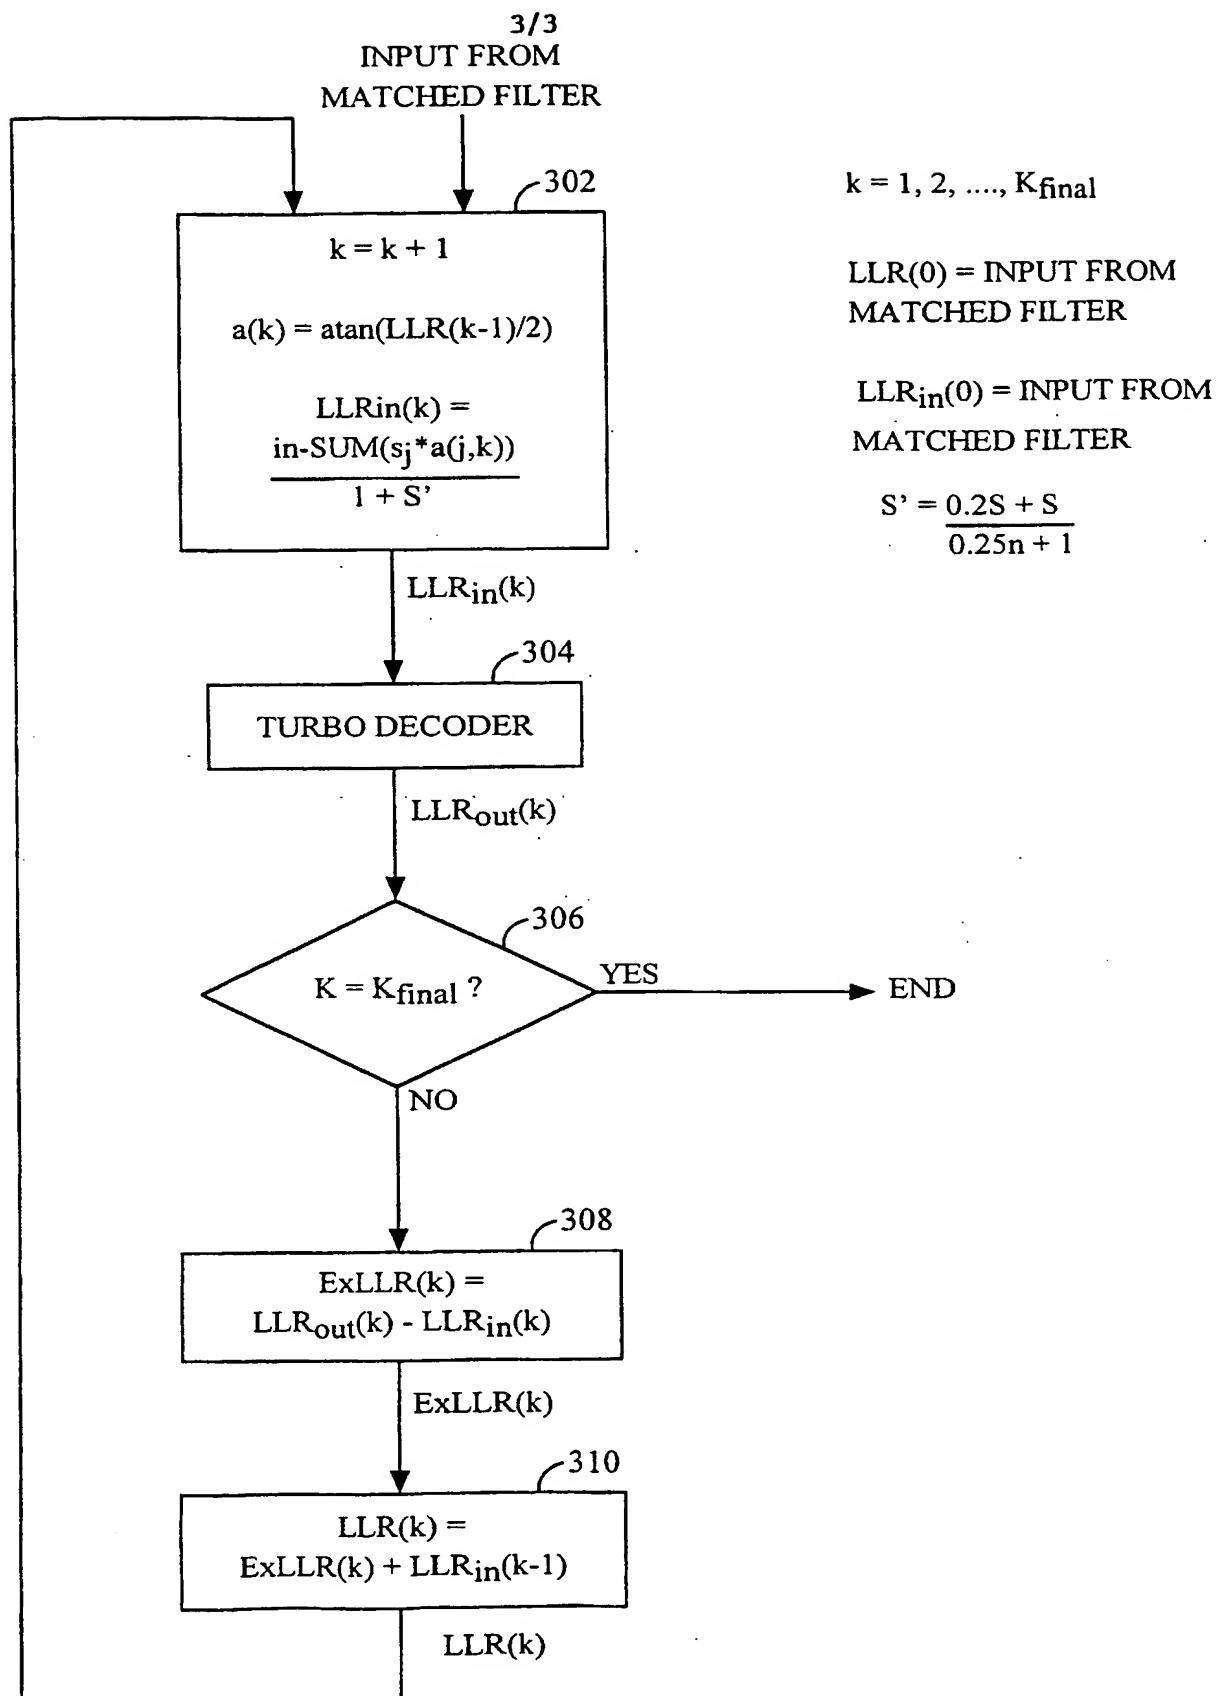 3/3
INPUT FROM
MATCHED FILTER
302
k = k + 1
a(k) = atan(LLR(k-1)/2)
LLRin(k) =
in-SUM(sj*a(j,k))
1 + S'
k = 1, 2, ...., Kfinal
LLR(0) = INPUT FROM
MATCHED FILTER
LLRin(0) = INPUT FROM
MATCHED FILTER
S' = 0.2S + S
0.25n + 1
LLRin(k)
304
TURBO DECODER
LLRout(k)
306
K = Kfinal ?
YES
END
NO
308
ExLLR(k) =
LLRout(k) - LLRin(k)
ExLLR(k)
310
LLR(k) =
ExLLR(k) + LLRin(k-1)
LLR(k)